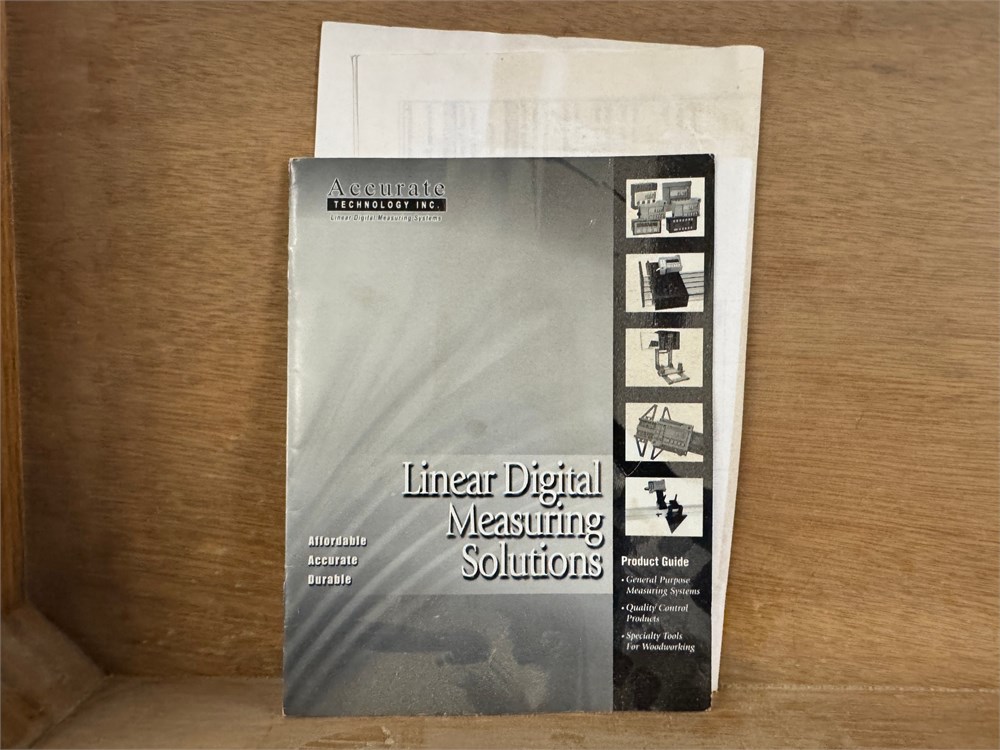 Accurate
TECHNOLOGY INC.
Linear Digital Measuring Systems
Linear Digital
Measuring
Solutions
Affordable
Accurate
Durable
Product Guide
• General Purpose
Measuring Systems
• Quality Control
Products
• Specialty Tools
For Woodworking